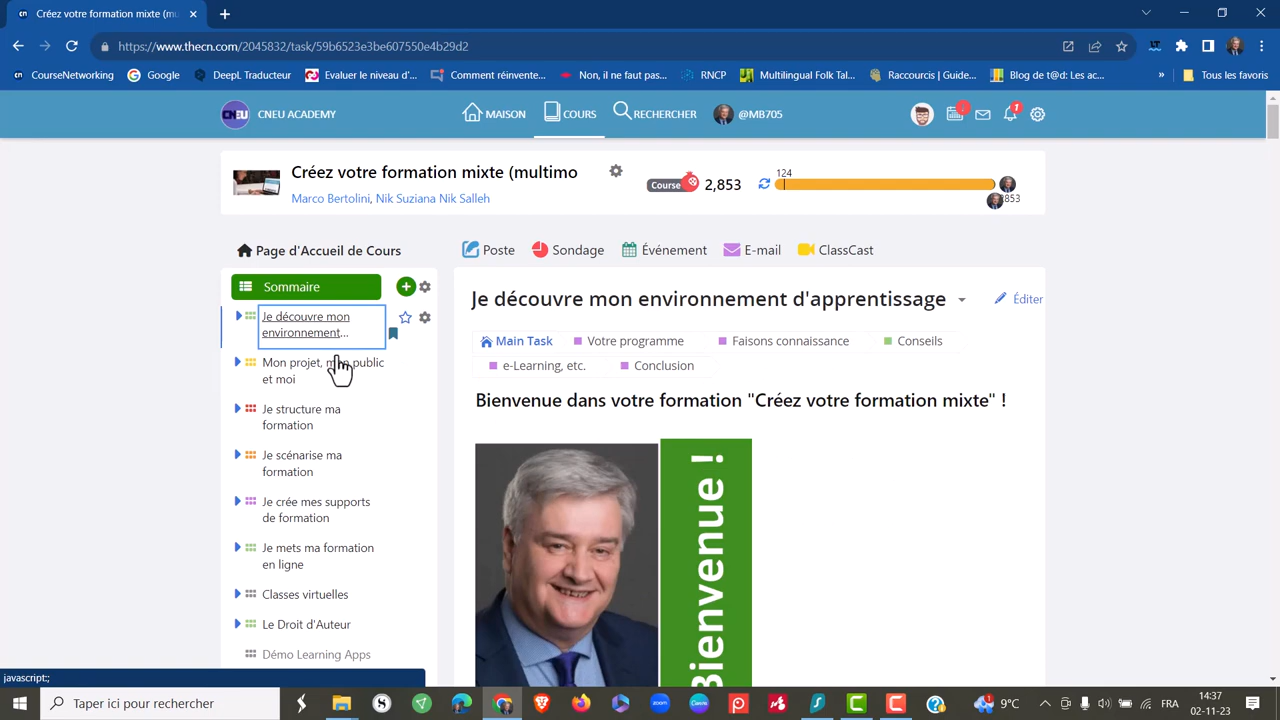 Créez votre formation mixte (mu
https://www.thecn.com/2045832/task/59b6523e3be607550e4b29d2
CourseNetworking
Google
DeepL Traducteur
Evaluer le niveau d'...
Comment réinvente...
Non, il ne faut pas...
RNCP
Multilingual Folk Tal...
Raccourcis | Guide...
Blog de t@d: Les ac...
»
Tous les favoris
CNEU
CNEU ACADEMY
MAISON
COURS
RECHERCHER
@MB705
1
Créez votre formation mixte (multimo
Marco Bertolini, Nik Suziana Nik Salleh
Course
2,853
124
853
Page d'Accueil de Cours
Poste
Sondage
Événement
E-mail
ClassCast
Sommaire
Je découvre mon
environnement...
Mon projet, mon public
et moi
Je structure ma
formation
Je scénarise ma
formation
Je crée mes supports
de formation
Je mets ma formation
en ligne
Classes virtuelles
Le Droit d'Auteur
Démo Learning Apps
Je découvre mon environnement d'apprentissage
Éditer
Main Task
Votre programme
Faisons connaissance
Conseils
e-Learning, etc.
Conclusion
Bienvenue dans votre formation "Créez votre formation mixte" !
Bienvenue !
javascript:;
Taper ici pour rechercher
zoom
Canva
9°C
FRA
14:37
02-11-23